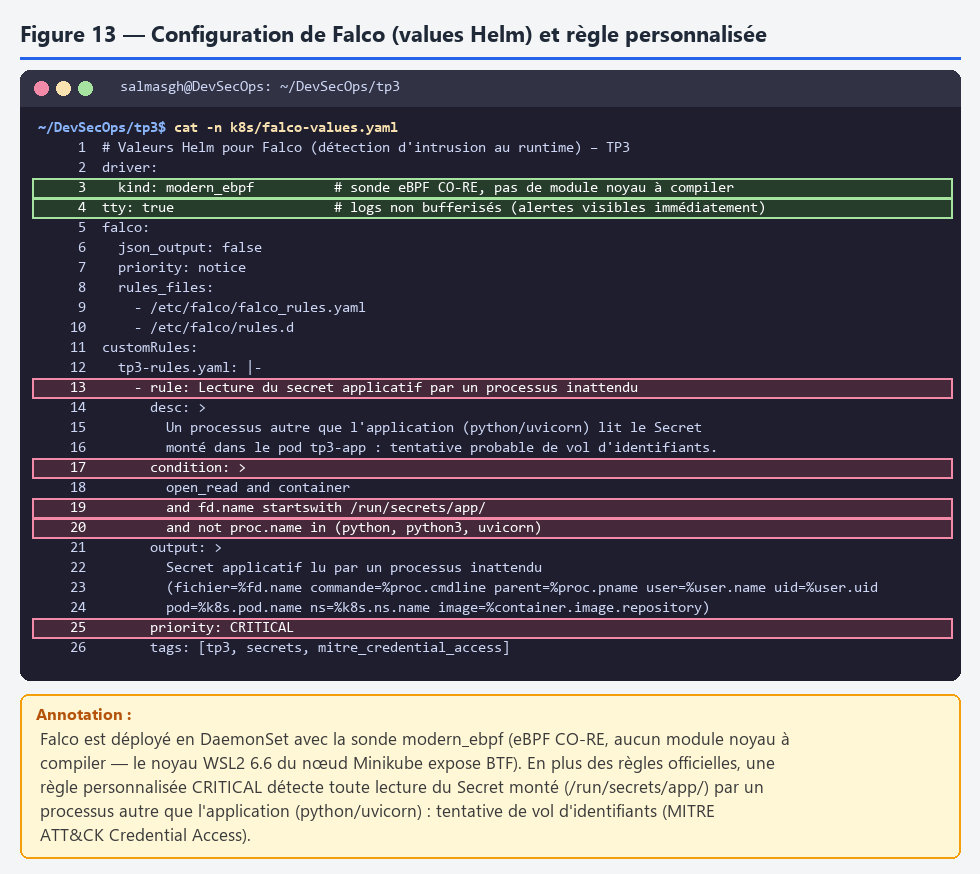 Figure 13 — Configuration de Falco (values Helm) et règle personnalisée
salmasgh@DevSecOps: ~/DevSecOps/tp3
~/DevSecOps/tp3$ cat -n k8s/falco-values.yaml
1 # Valeurs Helm pour Falco (détection d'intrusion au runtime) – TP3
2 driver:
3   kind: modern_ebpf          # sonde eBPF CO-RE, pas de module noyau à compiler
4 tty: true                    # logs non bufferisés (alertes visibles immédiatement)
5 falco:
6   json_output: false
7   priority: notice
8   rules_files:
9     - /etc/falco/falco_rules.yaml
10     - /etc/falco/rules.d
11 customRules:
12   tp3-rules.yaml: |-
13     - rule: Lecture du secret applicatif par un processus inattendu
14       desc: >
15         Un processus autre que l'application (python/uvicorn) lit le Secret
16         monté dans le pod tp3-app : tentative probable de vol d'identifiants.
17       condition: >
18         open_read and container
19         and fd.name startswith /run/secrets/app/
20         and not proc.name in (python, python3, uvicorn)
21       output: >
22         Secret applicatif lu par un processus inattendu
23         (fichier=%fd.name commande=%proc.cmdline parent=%proc.pname user=%user.name uid=%user.uid
24         pod=%k8s.pod.name ns=%k8s.ns.name image=%container.image.repository)
25       priority: CRITICAL
26       tags: [tp3, secrets, mitre_credential_access]
Annotation :
Falco est déployé en DaemonSet avec la sonde modern_ebpf (eBPF CO-RE, aucun module noyau à
compiler — le noyau WSL2 6.6 du nœud Minikube expose BTF). En plus des règles officielles, une
règle personnalisée CRITICAL détecte toute lecture du Secret monté (/run/secrets/app/) par un
processus autre que l'application (python/uvicorn) : tentative de vol d'identifiants (MITRE
ATT&CK Credential Access).